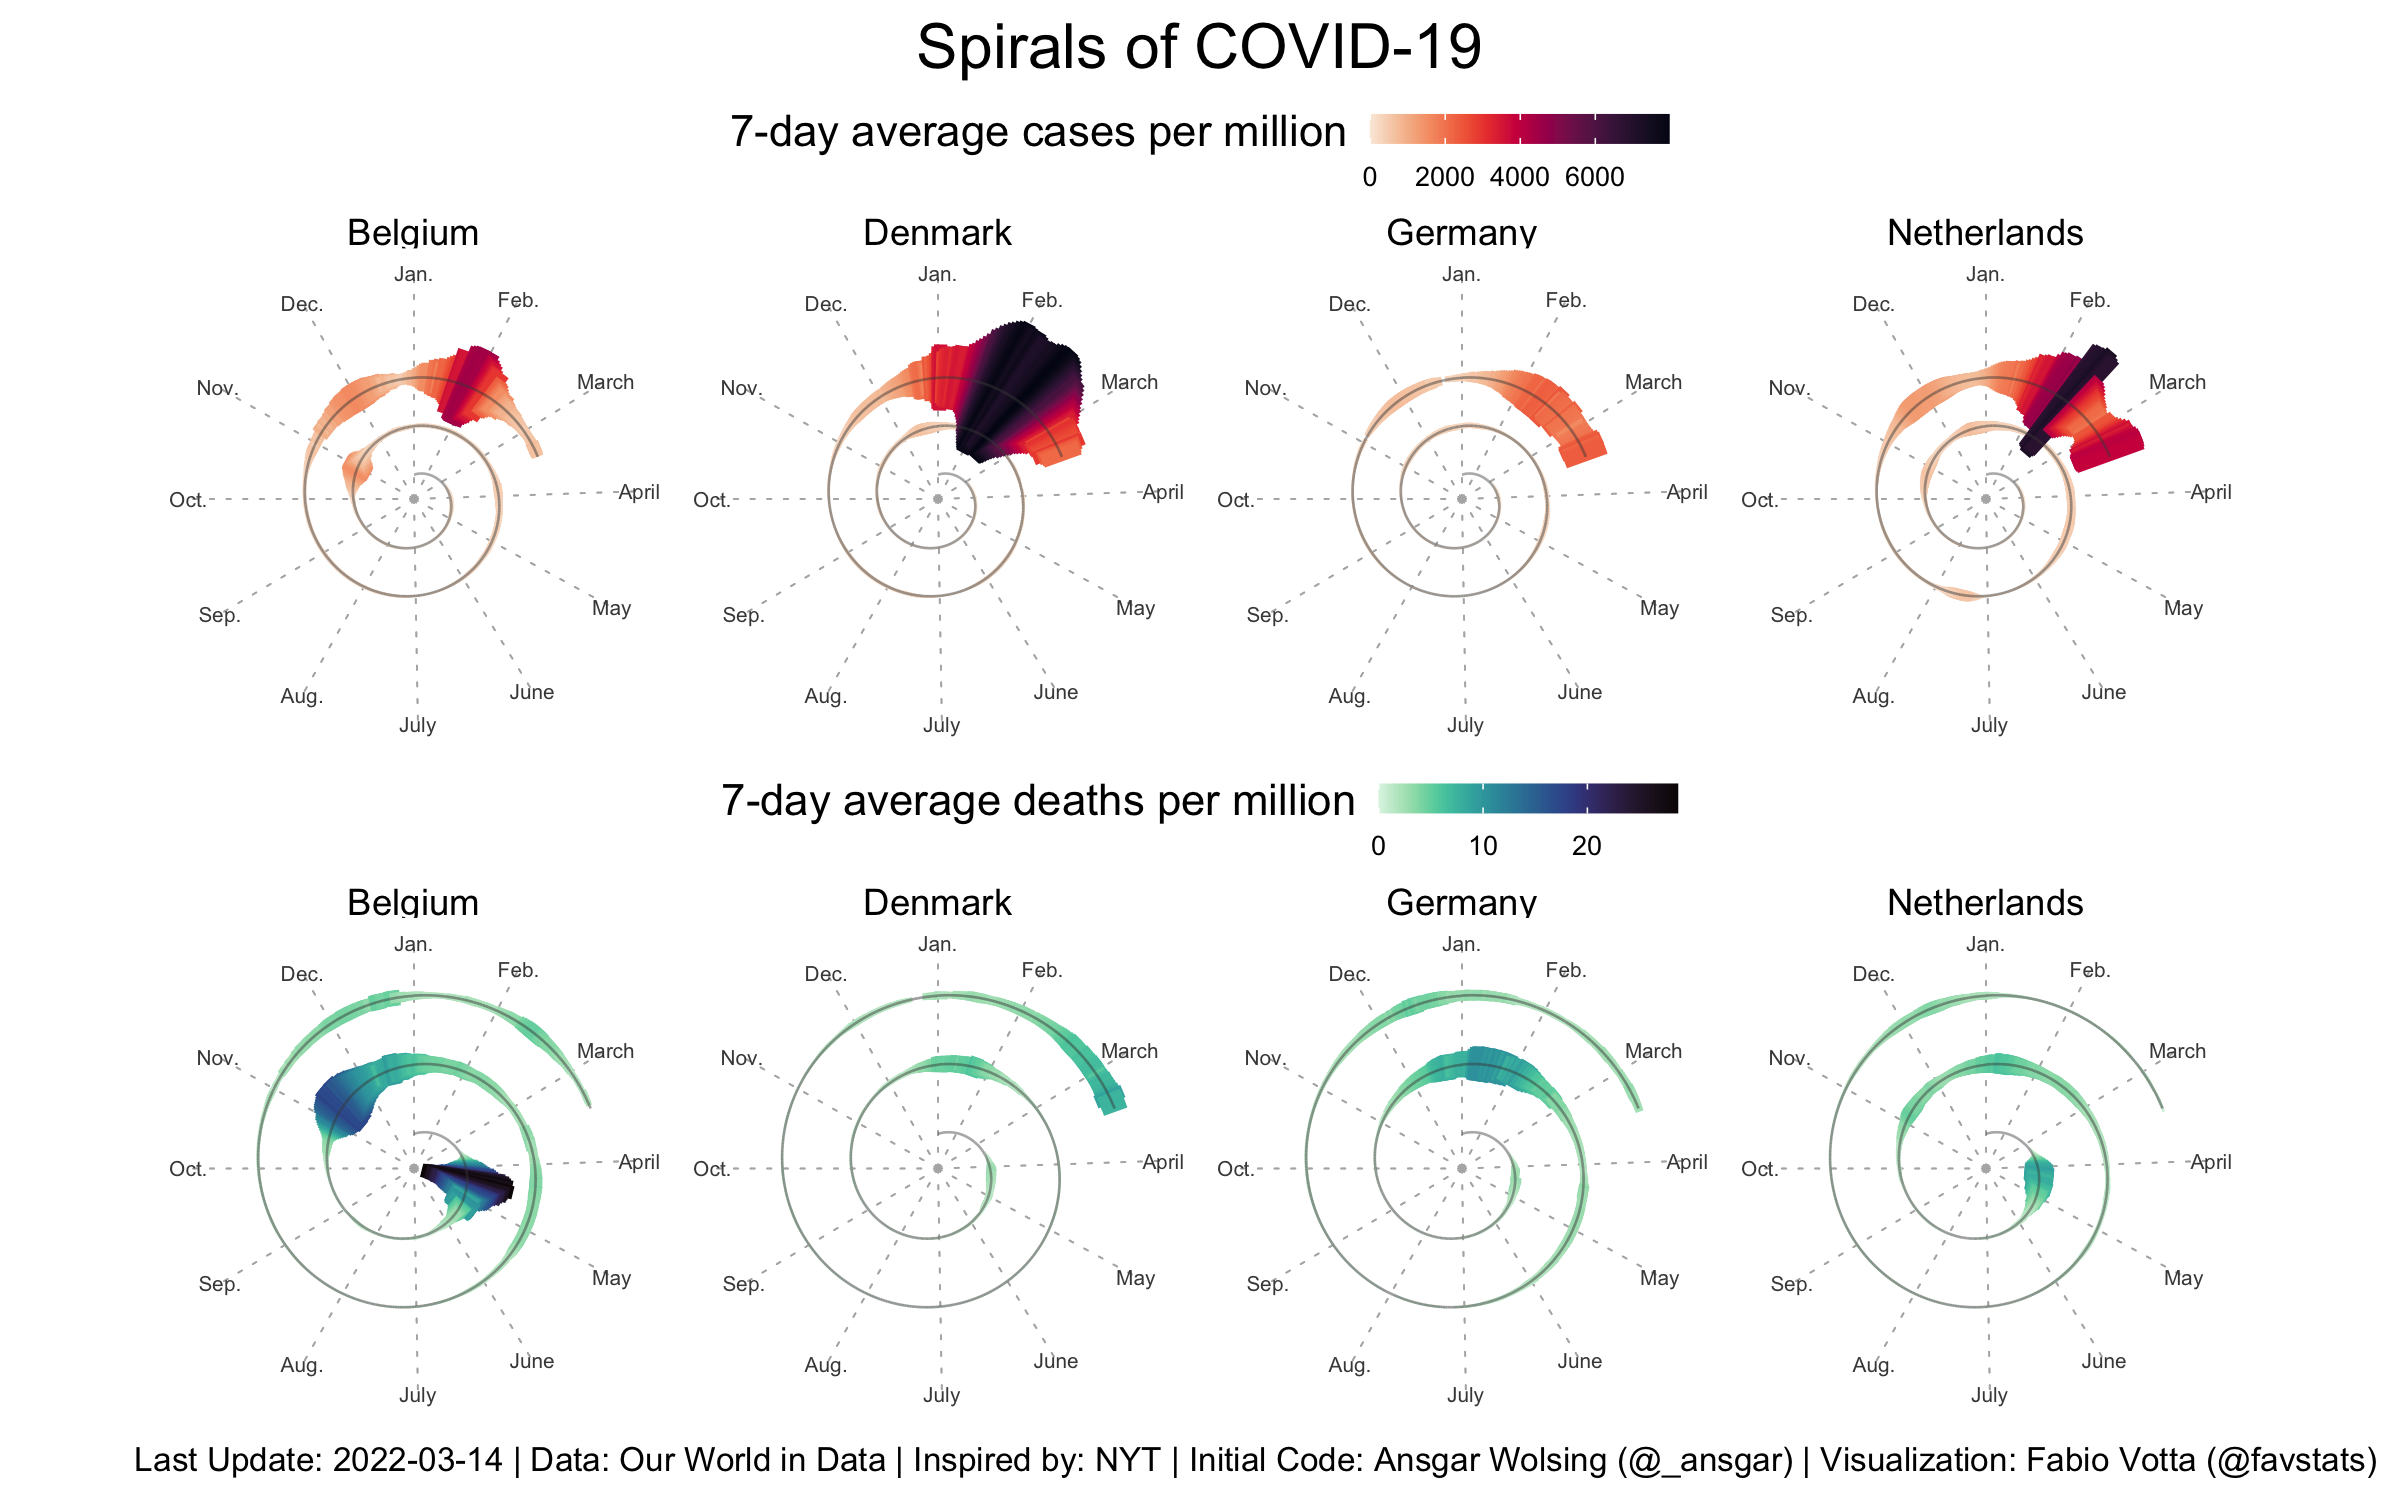 Spirals of COVID-19
7-day average cases per million
0 2000 4000 6000
Belgium Denmark Germany Netherlands
Jan. Jan. Jan. Jan.
Dec. Feb. Dec. Feb. Dec. Feb. Dec. Feb.
Nov. March Nov. March Nov. March Nov. March
Oct. April Oct. April Oct. April Oct. April
Sep. May Sep. May Sep. May Sep. May
Aug. June Aug. June Aug. June Aug. June
July July July July
7-day average deaths per million
0 10 20
Belgium Denmark Germany Netherlands
Jan. Jan. Jan. Jan.
Dec. Feb. Dec. Feb. Dec. Feb. Dec. Feb.
Nov. March Nov. March Nov. March Nov. March
Oct. April Oct. April Oct. April Oct. April
Sep. May Sep. May Sep. May Sep. May
Aug. June Aug. June Aug. June Aug. June
July July July July
Last Update: 2022-03-14 | Data: Our World in Data | Inspired by: NYT | Initial Code: Ansgar Wolsing (@_ansgar) | Visualization: Fabio Votta (@favstats)